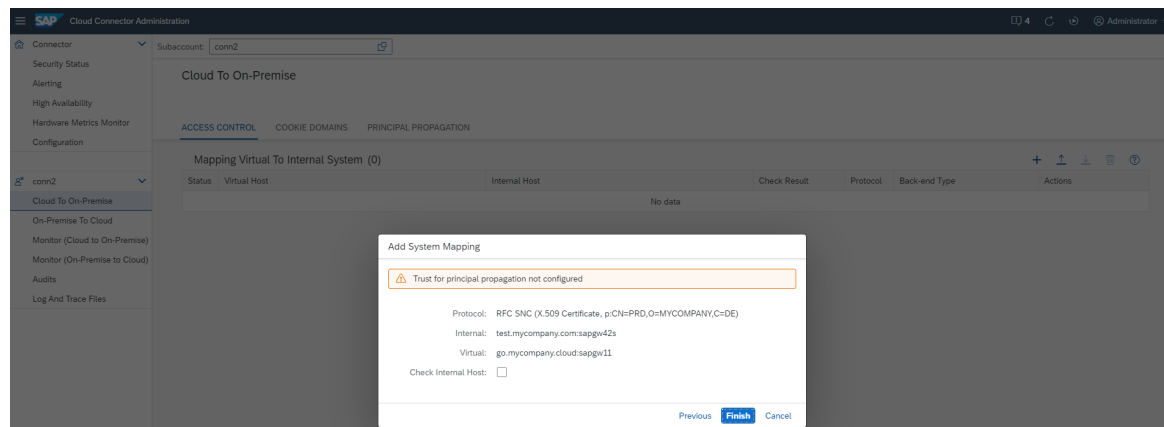 SAP Cloud Connector Administration 4 Administrator
Connector
Security Status
Alerting
High Availability
Hardware Metrics Monitor
Configuration
conn2
Cloud To On-Premise
On-Premise To Cloud
Monitor (Cloud to On-Premise)
Monitor (On-Premise to Cloud)
Audits
Log And Trace Files
Subaccount: conn2
Cloud To On-Premise
ACCESS CONTROL COOKIE DOMAINS PRINCIPAL PROPAGATION
Mapping Virtual To Internal System (0)
Status Virtual Host Internal Host Check Result Protocol Back-end Type Actions
No data
Add System Mapping
Trust for principal propagation not configured
Protocol: RFC SNC (X.509 Certificate, p:CN=PRD,O=MYCOMPANY,C=DE)
Internal: test.mycompany.com:sapgw42s
Virtual: go.mycompany.cloud:sapgw11
Check Internal Host:
Previous Finish Cancel